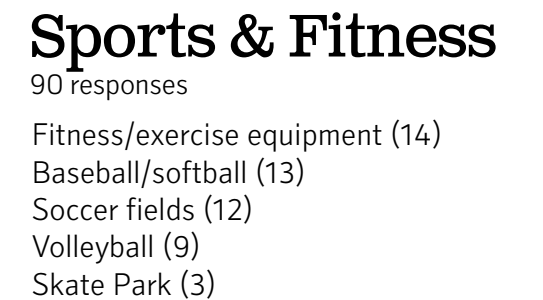 Sports & Fitness
90 responses
Fitness/exercise equipment (14)
Baseball/softball (13)
Soccer fields (12)
Volleyball (9)
Skate Park (3)